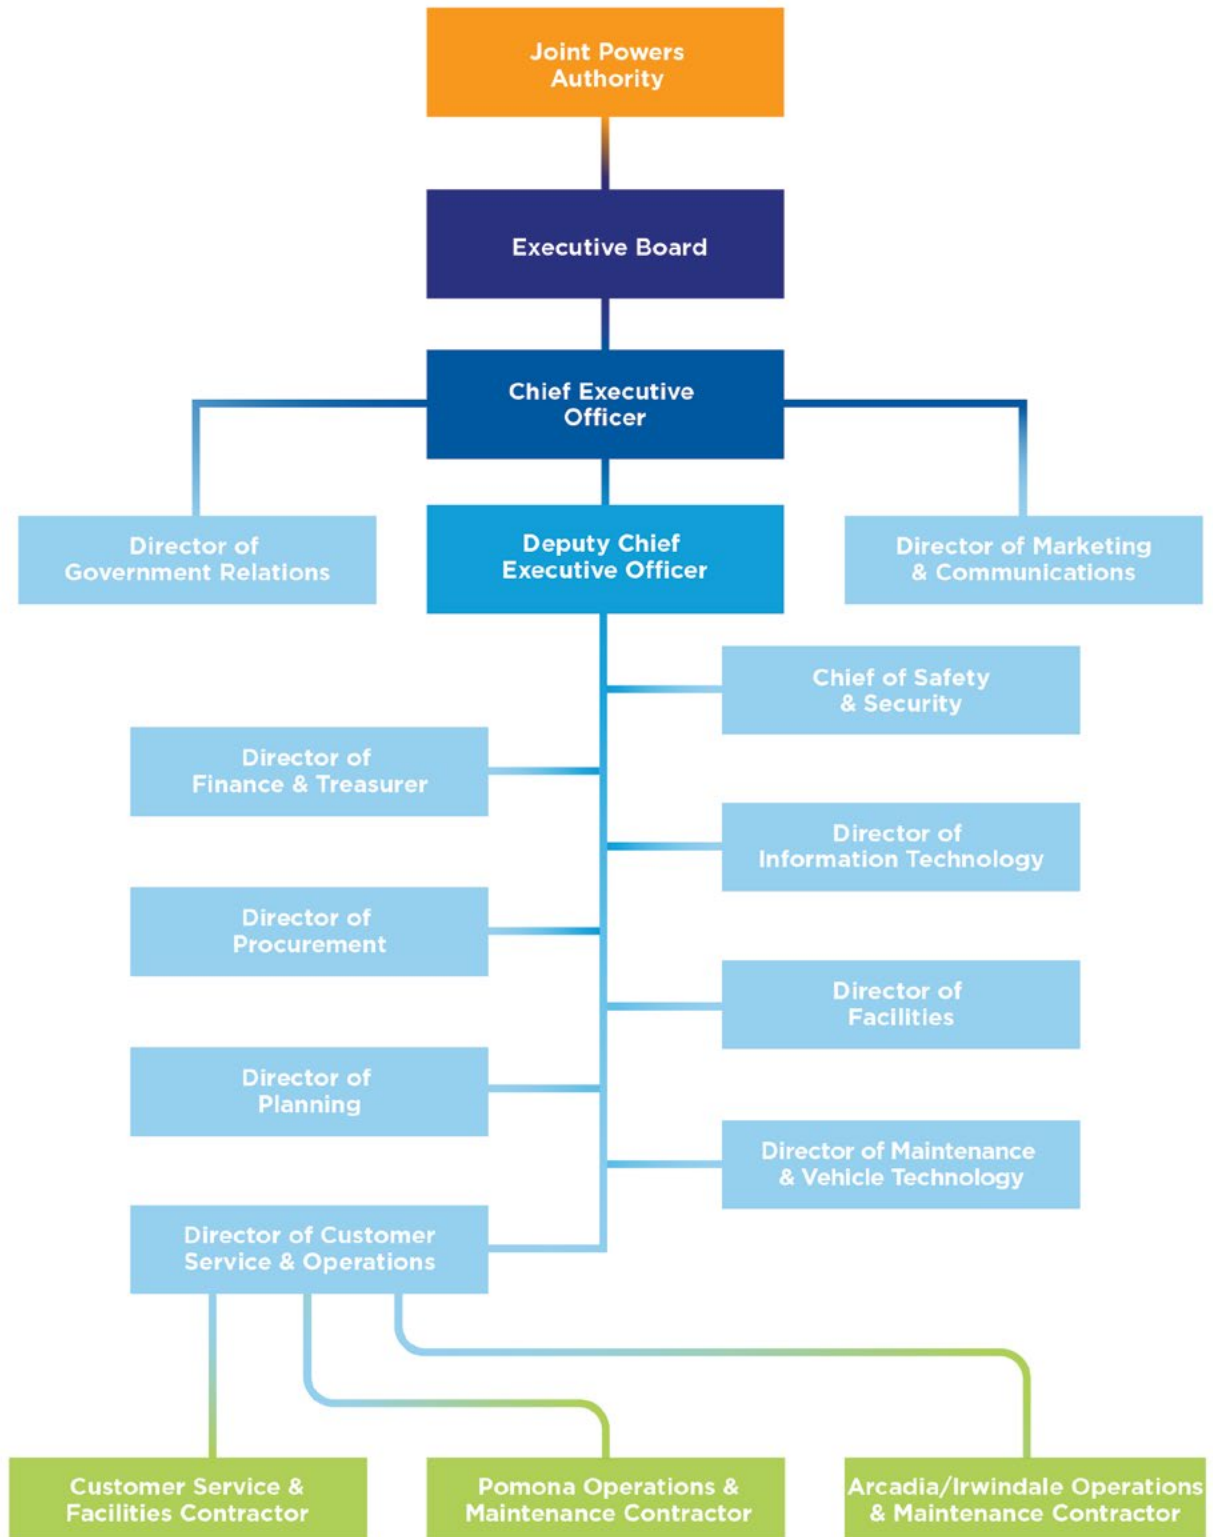 Joint Powers
Authority
Executive Board
Chief Executive
Officer
Director of
Government Relations
Deputy Chief
Executive Officer
Director of Marketing
& Communications
Chief of Safety
& Security
Director of
Finance & Treasurer
Director of
Information Technology
Director of
Procurement
Director of
Facilities
Director of
Planning
Director of Maintenance
& Vehicle Technology
Director of Customer
Service & Operations
Customer Service &
Facilities Contractor
Pomona Operations &
Maintenance Contractor
Arcadia/Irwindale Operations
& Maintenance Contractor